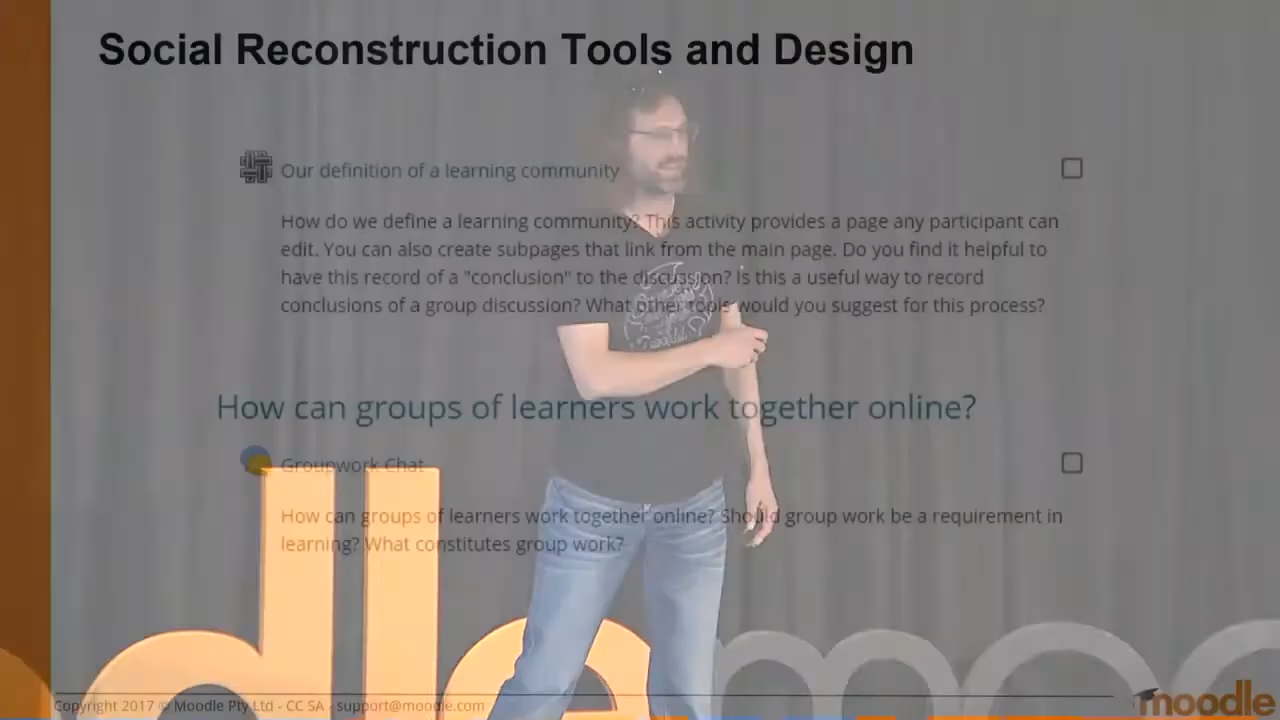 Social Reconstruction Tools and Design
Our definition of a learning community
How do we define a learning community? This activity provides a page any participant can
edit. You can also create subpages that link from the main page. Do you find it helpful to
have this record of a "conclusion" to the discussion? Is this a useful way to record
conclusions of a group discussion? What other tools would you suggest for this process?
How can groups of learners work together online?
Groupwork Chat
How can groups of learners work together online? Should group work be a requirement in
learning? What constitutes group work?
dle moo
Copyright 2017 © Moodle Pty Ltd - CC SA - support@moodle.com
moodle